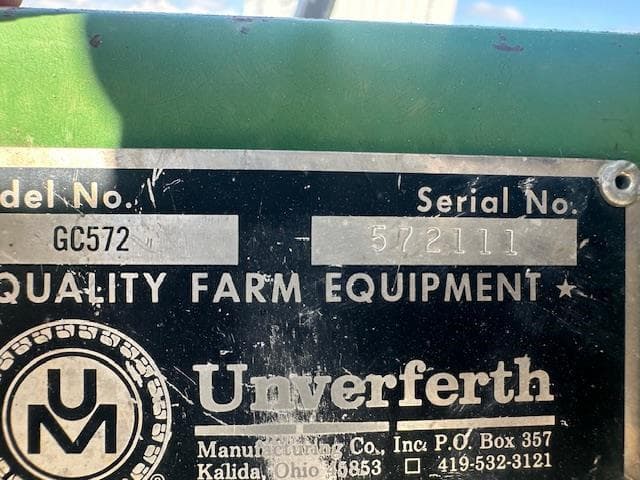 del No. Serial No.
GC572 572111
QUALITY FARM EQUIPMENT ★
UM
Unverferth
Manufacturing Co., Inc. P.O. Box 357
Kalida, Ohio 45853 □ 419-532-3121
®